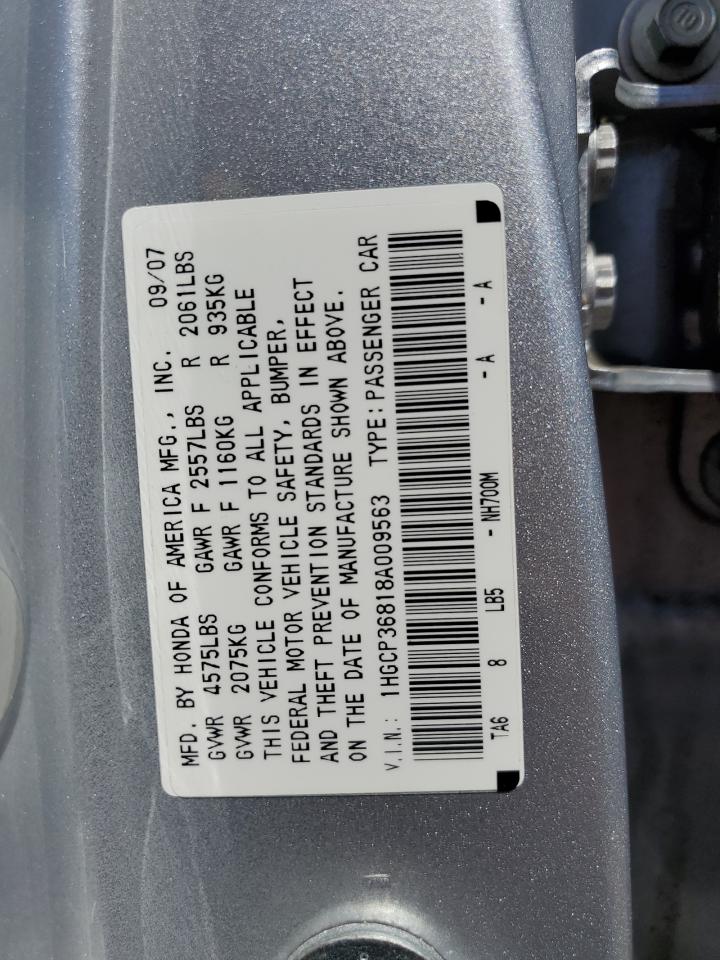 MFD. BY HONDA OF AMERICA MFG., INC. 09/07
GVWR 4575LBS GAWR F 2557LBS R 2061LBS
GVWR 2075KG GAWR F 1160KG R 935KG
THIS VEHICLE CONFORMS TO ALL APPLICABLE
FEDERAL MOTOR VEHICLE SAFETY, BUMPER,
AND THEFT PREVENTION STANDARDS IN EFFECT
ON THE DATE OF MANUFACTURE SHOWN ABOVE.
V.I.N.: 1HGCP36818A009563 TYPE:PASSENGER CAR
TA6 8 LB5 - NH700M - A - A
10